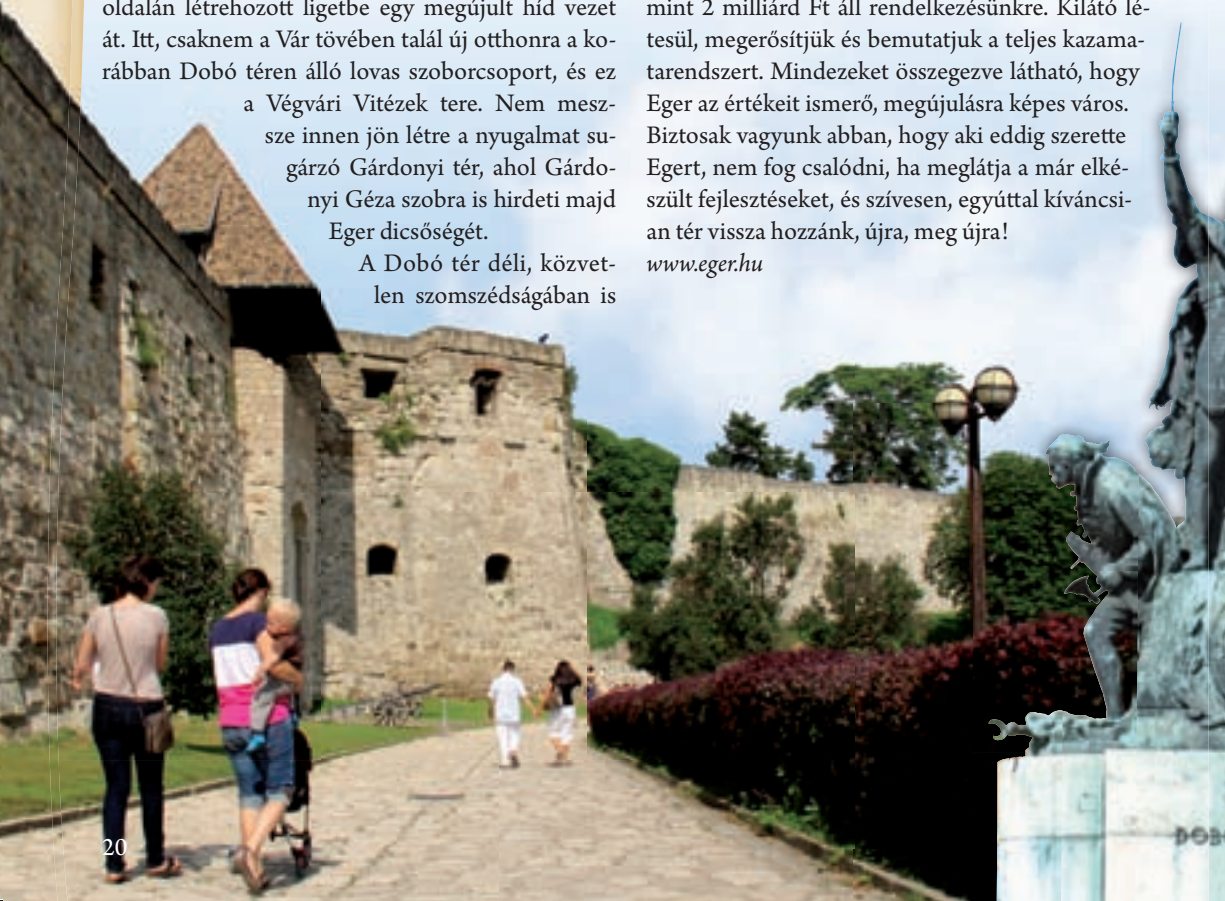 oldalán létrehozott ligetbe egy megújult híd vezet
át. Itt, csaknem a Vár tövében talál új otthonra a ko-
rábban Dobó téren álló lovas szoborcsoport, és ez
a Végvári Vitézek tere. Nem mesz-
sze innen jön létre a nyugalmat su-
gárzó Gárdonyi tér, ahol Gárdo-
nyi Géza szobra is hirdeti majd
Eger dicsőségét.
A Dobó tér déli, közvet-
len szomszédságában is
mint 2 milliárd Ft áll rendelkezésünkre. Kilátó lé-
tesül, megerősítjük és bemutatjuk a teljes kazama-
tarendszert. Mindezeket összegezve látható, hogy
Eger az értékeit ismerő, megújulásra képes város.
Biztosak vagyunk abban, hogy aki eddig szerette
Egert, nem fog csalódni, ha meglátja a már elké-
szült fejlesztéseket, és szívesen, egyúttal kíváncsi-
an tér vissza hozzánk, újra, meg újra!
www.eger.hu
DOBÓ
20